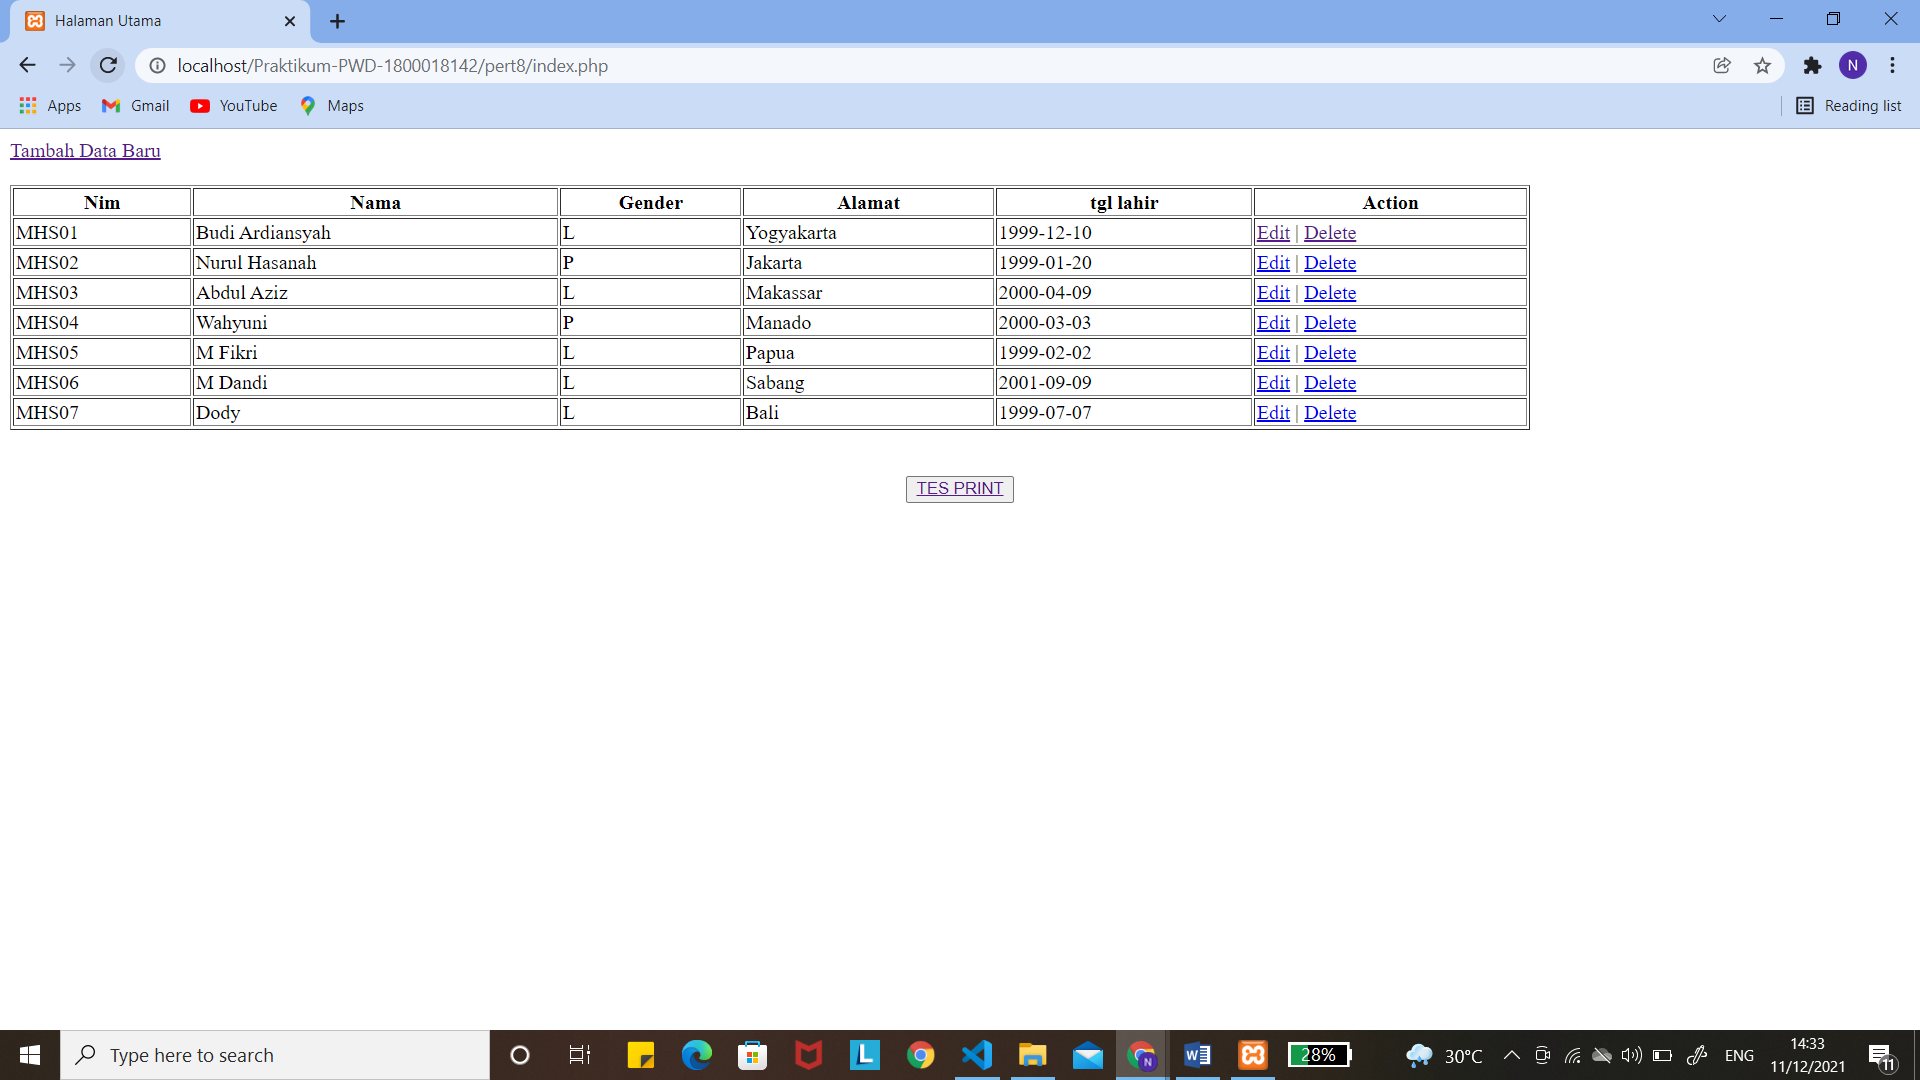 Halaman Utama
localhost/Praktikum-PWD-1800018142/pert8/index.php
N
Apps Gmail YouTube Maps Reading list
Tambah Data Baru
Nim Nama Gender Alamat tgl lahir Action
MHS01 Budi Ardiansyah L Yogyakarta 1999-12-10 Edit | Delete
MHS02 Nurul Hasanah P Jakarta 1999-01-20 Edit | Delete
MHS03 Abdul Aziz L Makassar 2000-04-09 Edit | Delete
MHS04 Wahyuni P Manado 2000-03-03 Edit | Delete
MHS05 M Fikri L Papua 1999-02-02 Edit | Delete
MHS06 M Dandi L Sabang 2001-09-09 Edit | Delete
MHS07 Dody L Bali 1999-07-07 Edit | Delete
TES PRINT
Type here to search L N W 28% 30°C ENG 14:33
11/12/2021 11